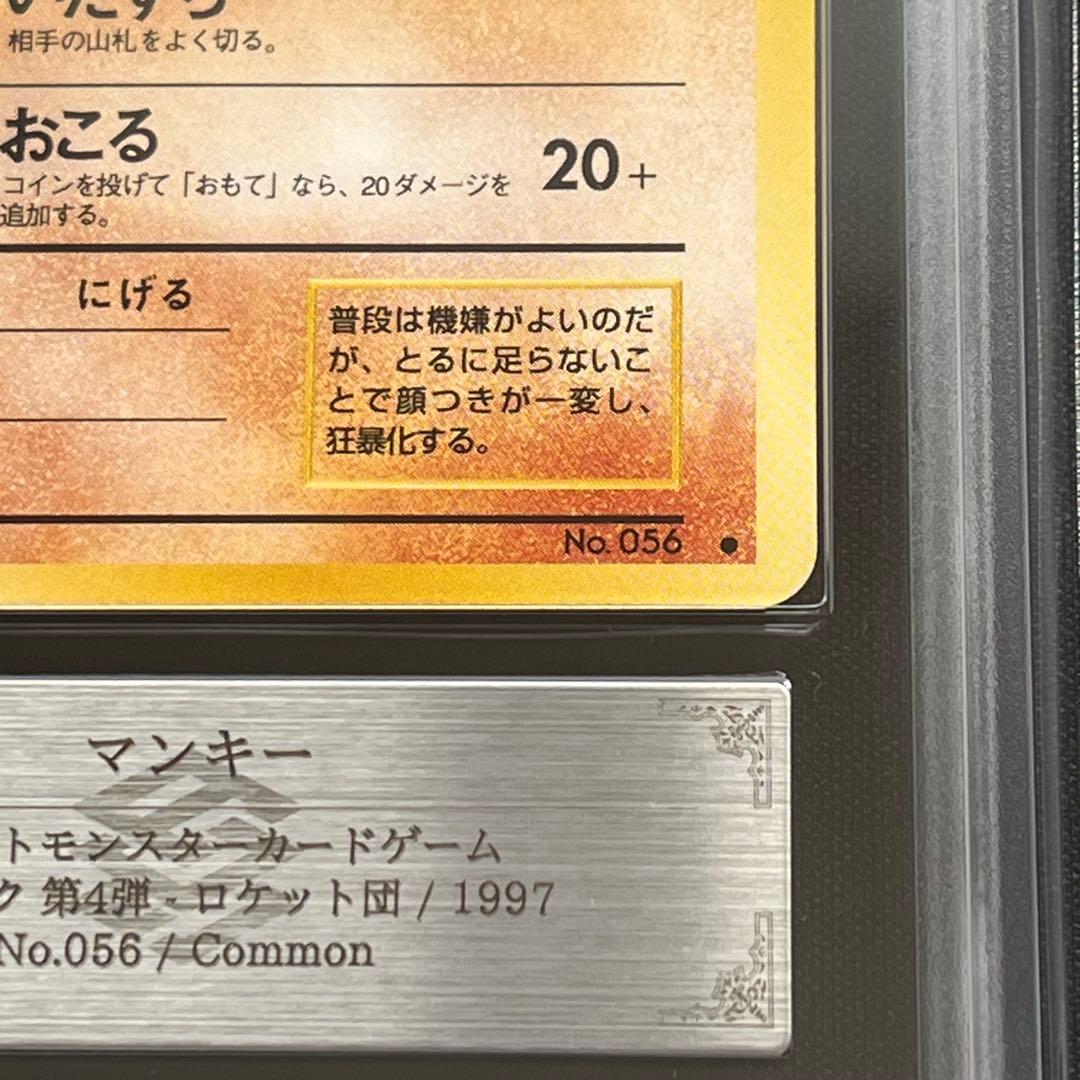 いたずら
相手の山札をよく切る。
おこる
コインを投げて「おもて」なら、20ダメージを
追加する。
20+
にげる
普段は機嫌がよいのだ
が、とるに足らないこ
とで顔つきが一変し、
狂暴化する。
No. 056 ●
マンキー
トモンスターカードゲーム
ク 第4弾 - ロケット団 / 1997
No.056 / Common